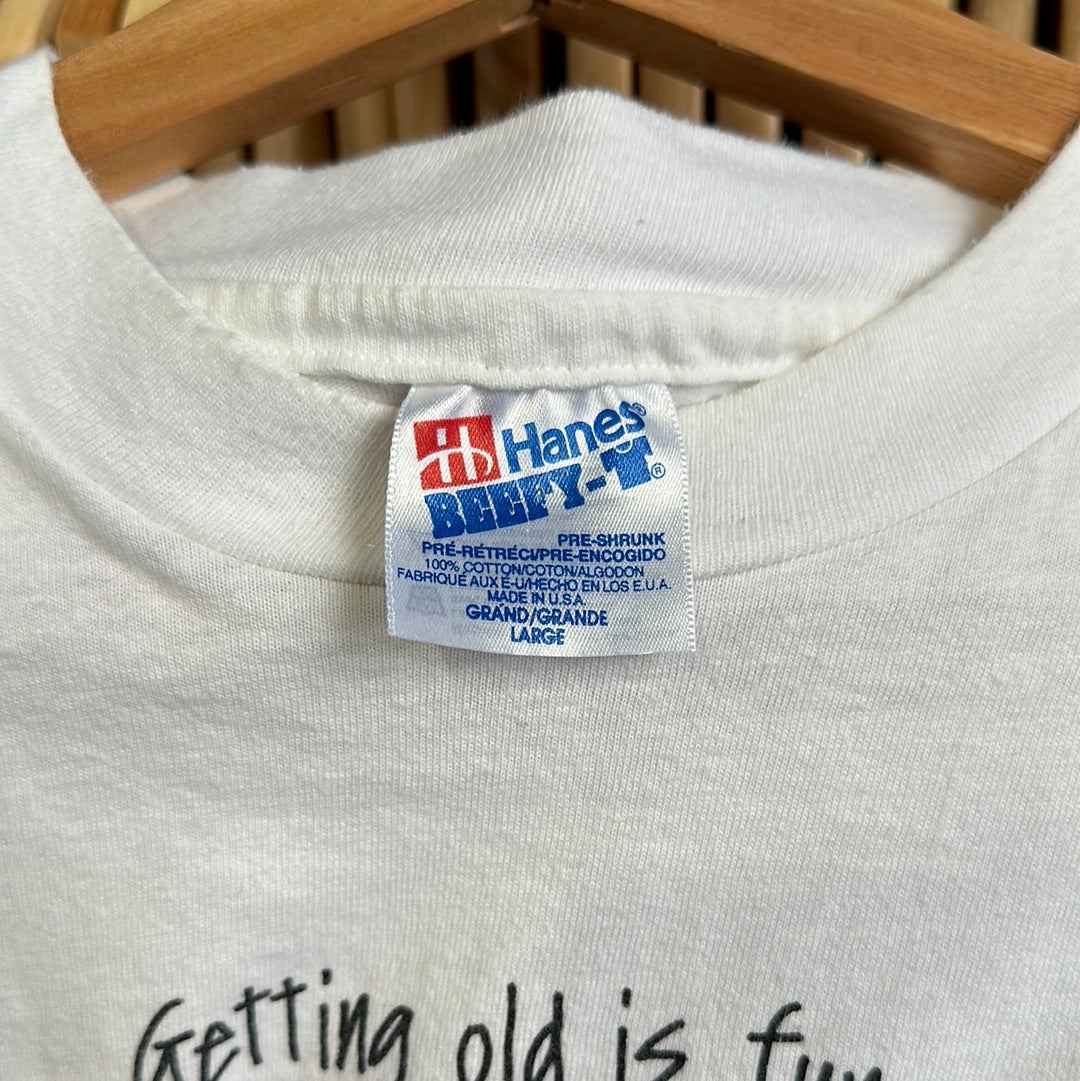 H Hanes®
BEEFY-T®
PRE-SHRUNK
PRÉ-RÉTRÉCI/PRE-ENCOGIDO
100% COTTON/COTON/ALGODON
FABRIQUÉ AUX É-U/HECHO EN LOS E.U.A.
MADE IN U.S.A.
GRAND/GRANDE
LARGE
Getting old is fun